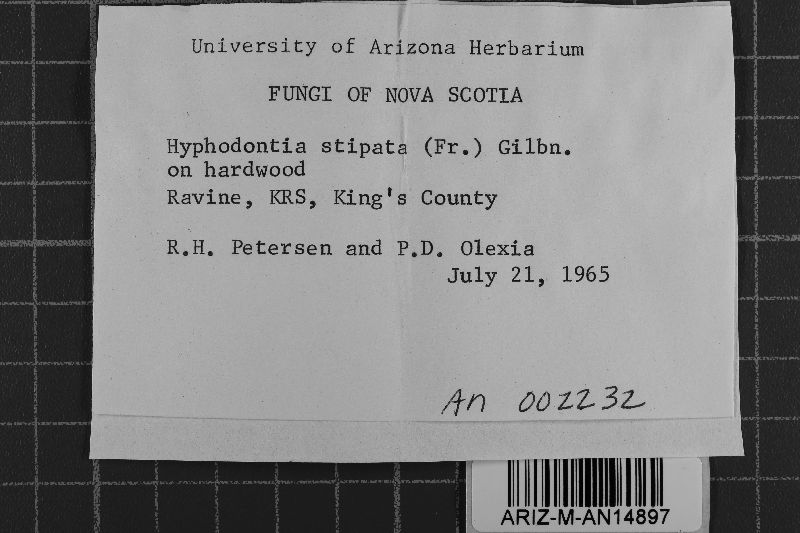 University of Arizona Herbarium
FUNGI OF NOVA SCOTIA
Hyphodontia stipata (Fr.) Gilbn.
on hardwood
Ravine, KRS, King's County
R.H. Petersen and P.D. Olexia
July 21, 1965
An 002232
ARIZ-M-AN14897